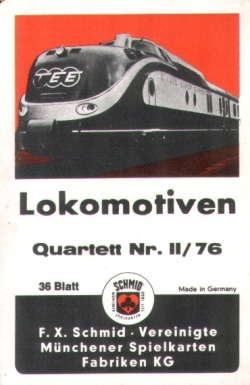 TEE
Lokomotiven
Quartett Nr. II/76
36 Blatt
SCHMID
Made in Germany
F. X. Schmid · Vereinigte
Münchener Spielkarten
Fabriken KG